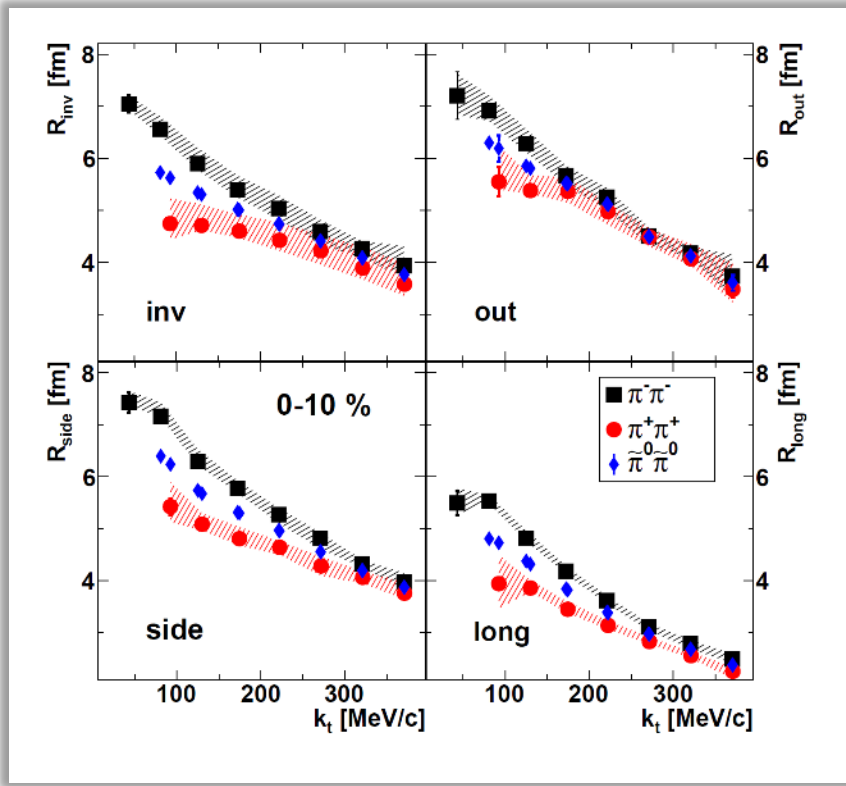 8
6
4
R_inv [fm]
inv
8
6
4
R_out [fm]
out
8
6
4
R_side [fm]
0-10 %
side
100 200 300
k_t [MeV/c]
π⁻π⁻
π⁺π⁺
π̃⁰π̃⁰
8
6
4
R_long [fm]
long
100 200 300
k_t [MeV/c]